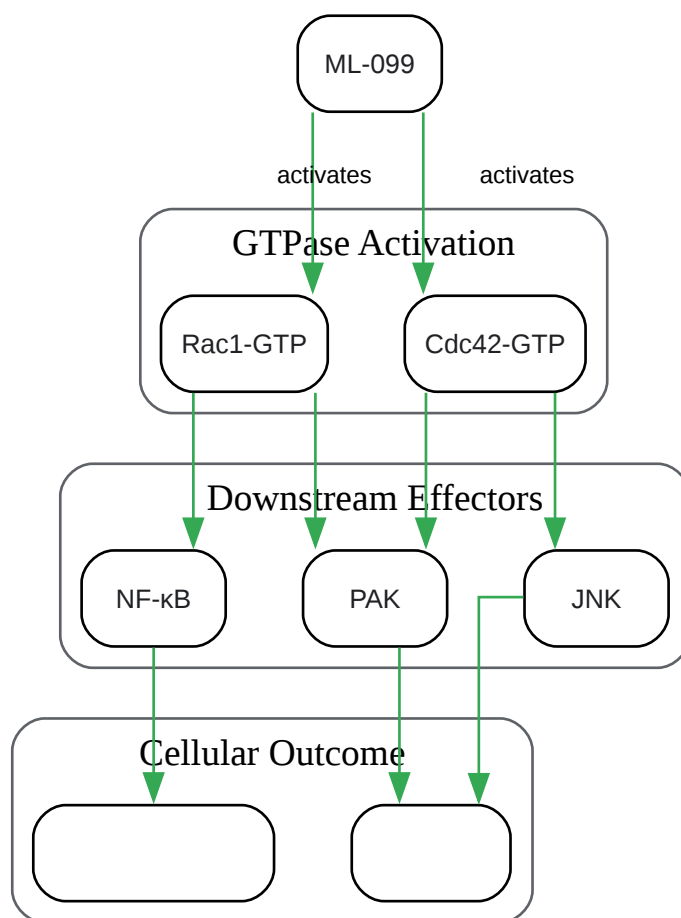 ML-099
activates
activates
GTPase Activation
Rac1-GTP
Cdc42-GTP
Downstream Effectors
NF-κB
PAK
JNK
Cellular Outcome